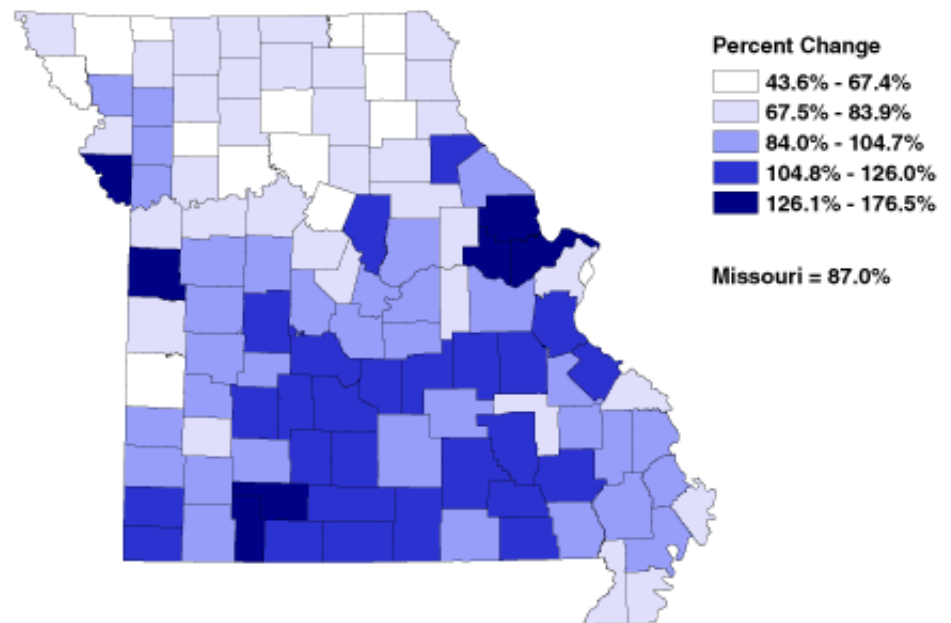 Percent Change
43.6% - 67.4%
67.5% - 83.9%
84.0% - 104.7%
104.8% - 126.0%
126.1% - 176.5%
Missouri = 87.0%